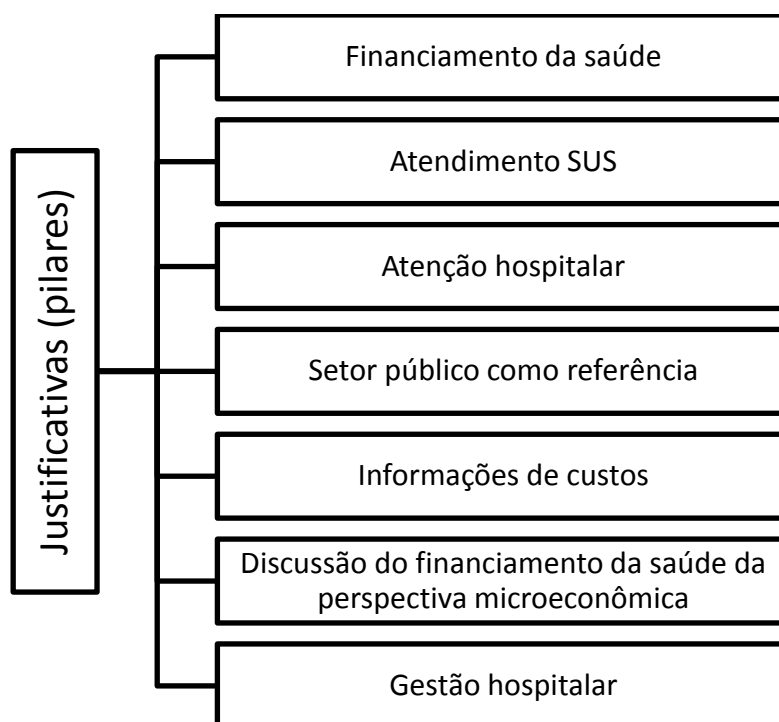 Justificativas (pilares)
Financiamento da saúde
Atendimento SUS
Atenção hospitalar
Setor público como referência
Informações de custos
Discussão do financiamento da saúde da
perspectiva microeconômica
Gestão hospitalar